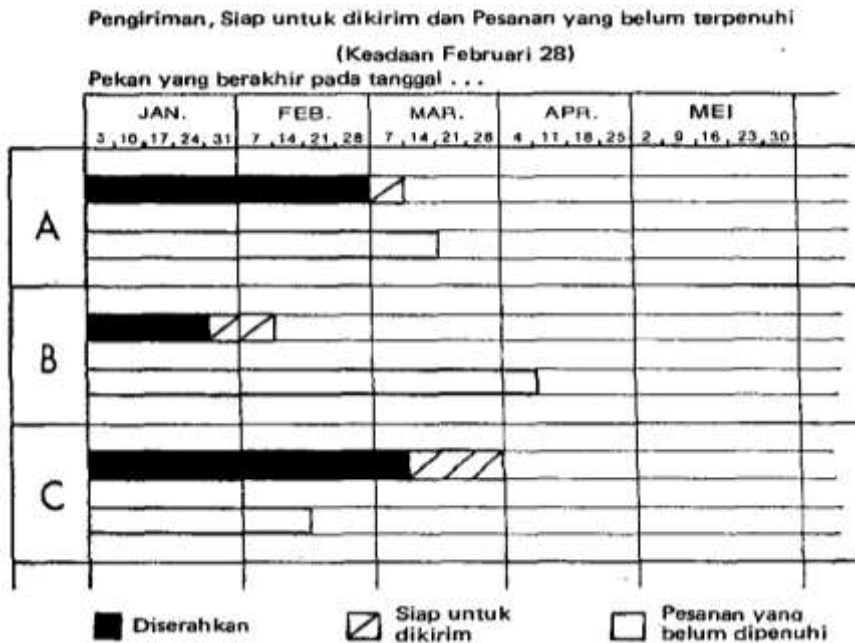 Pengiriman, Siap untuk dikirim dan Pesanan yang belum terpenuhi
(Keadaan Februari 28)
Pekan yang berakhir pada tanggal . . .
JAN. FEB. MAR. APR. MEI
3 , 10 , 17 , 24 , 31 7 , 14 , 21 , 28 7 , 14 , 21 , 28 4 , 11 , 18 , 25 2 , 9 , 16 , 23 , 30
A
B
C
Diserahkan
Siap untuk
dikirim
Pesanan yang
belum dipenuhi